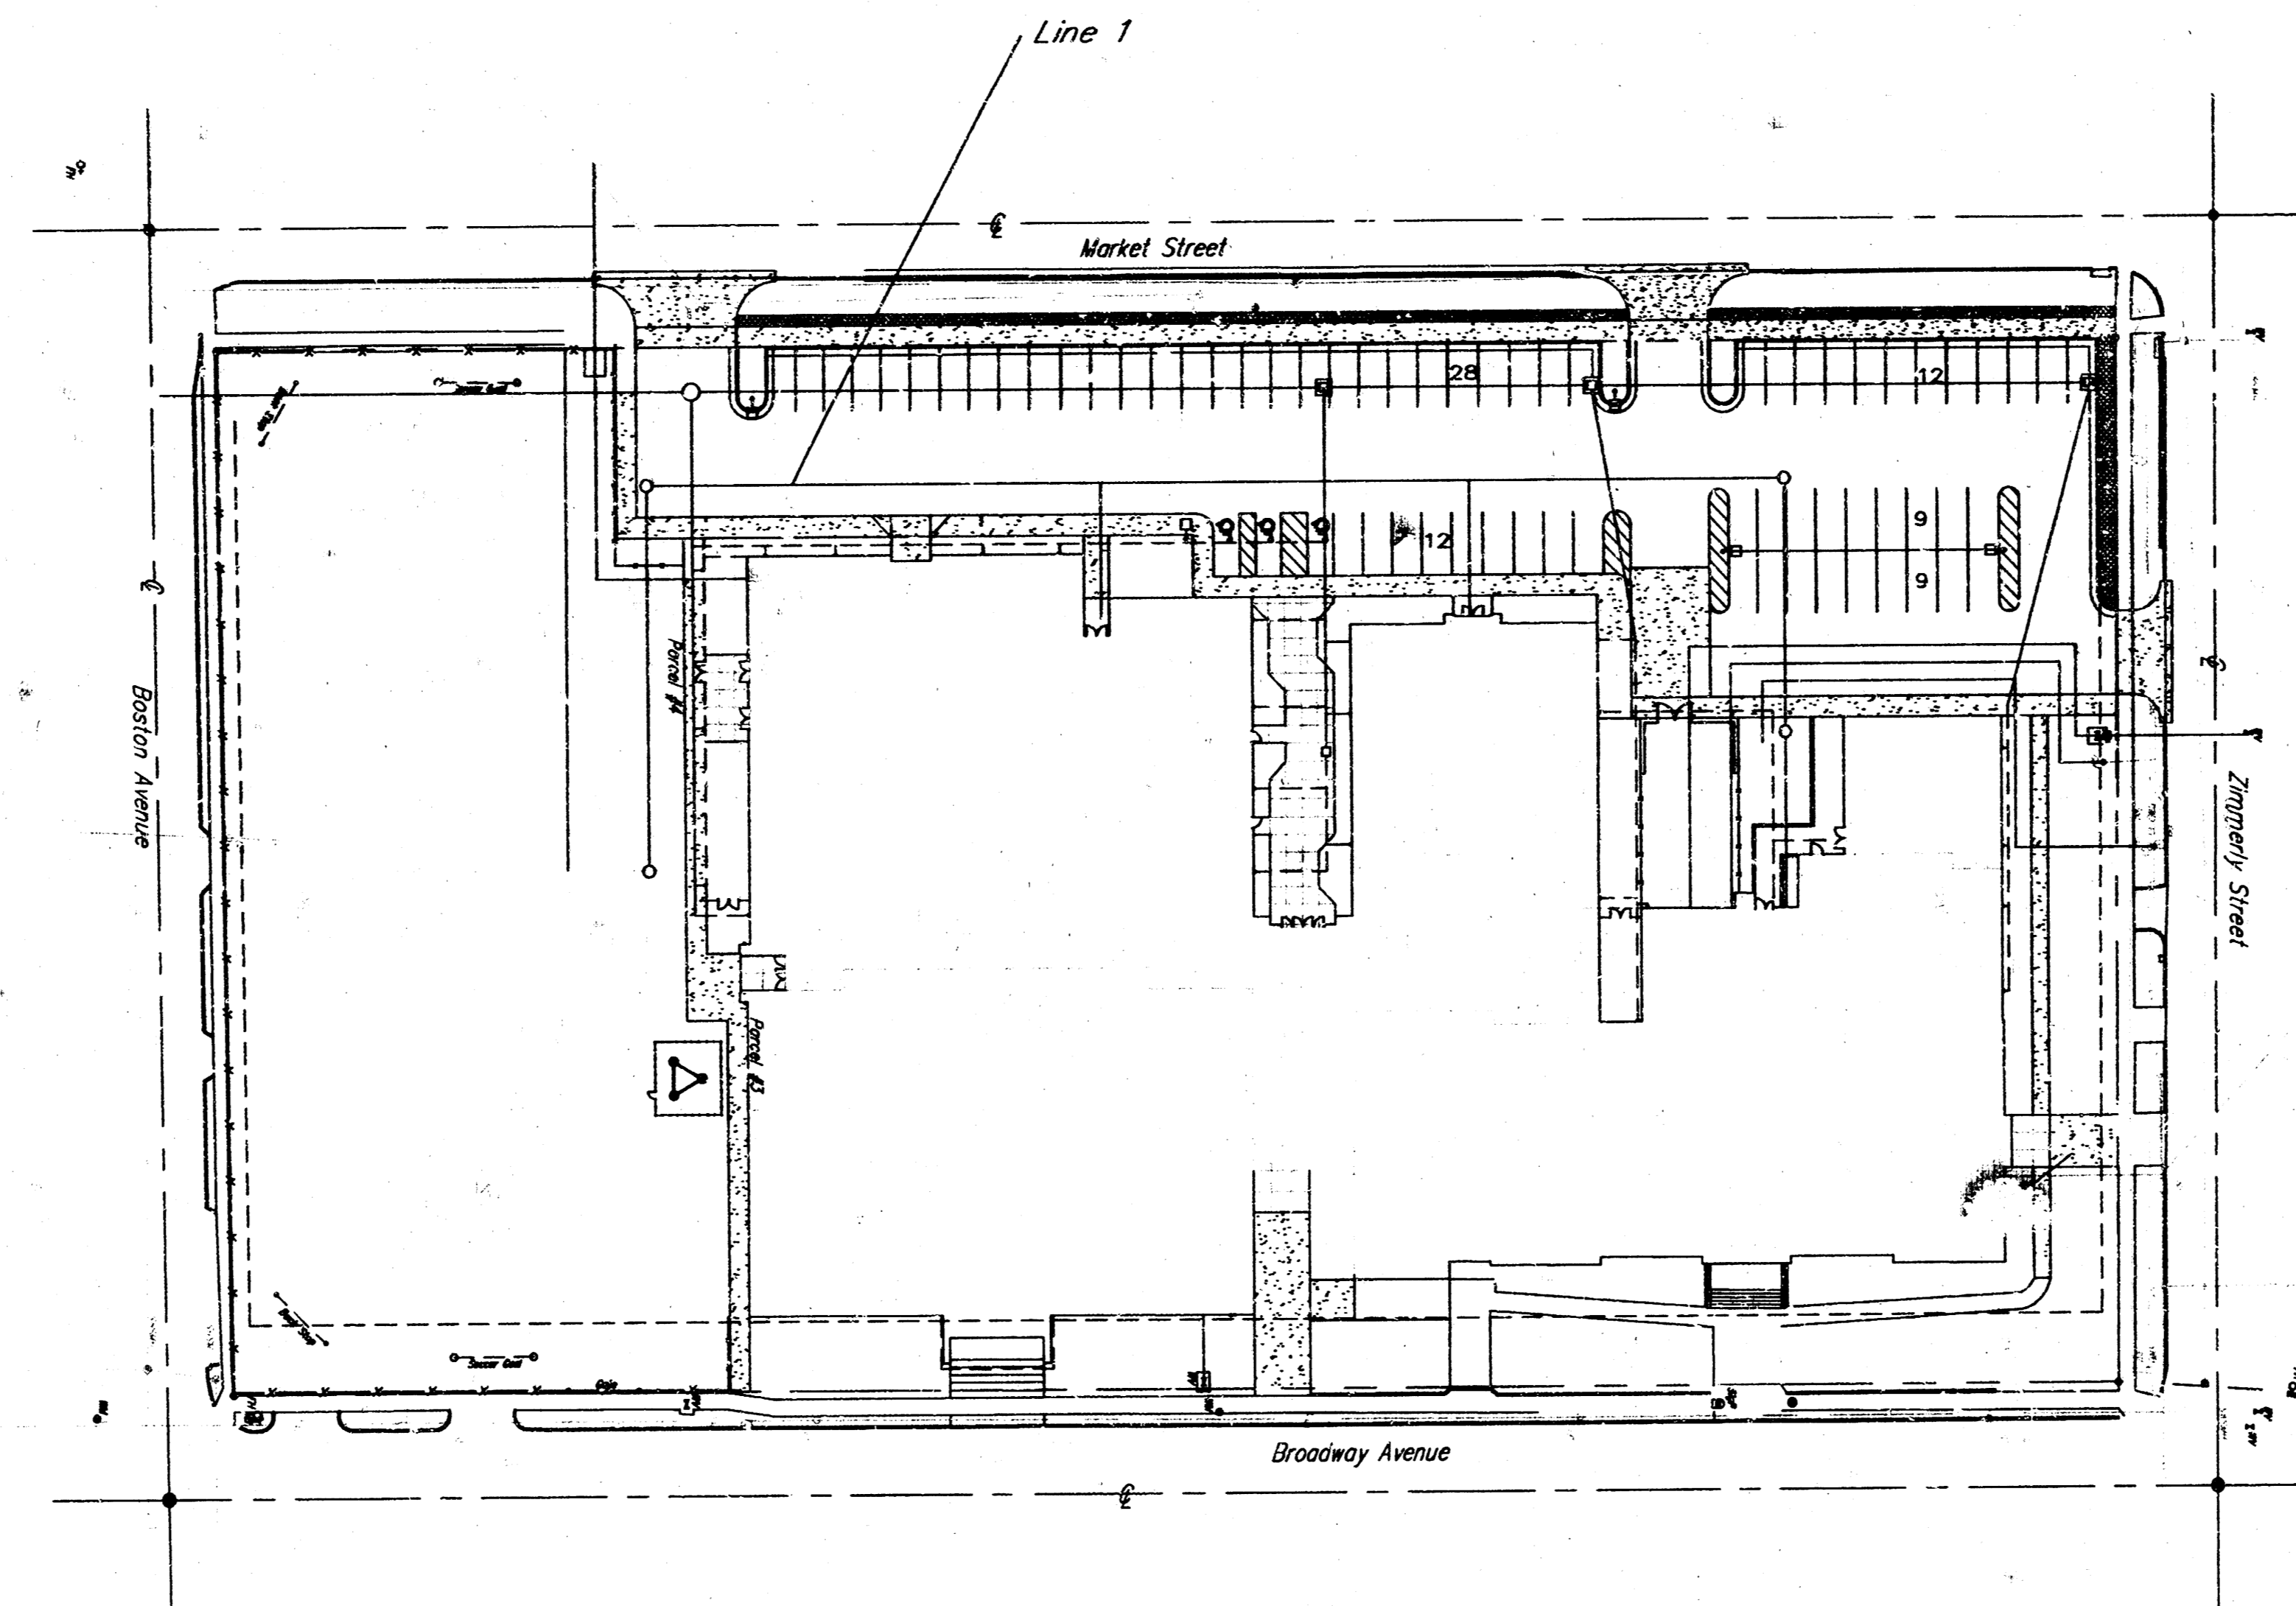 Line 1
Market Street
28
12
12
9
9
Parcel #4
Boston Avenue
Zimmerly Street
Parcel #3
Soccer Goal
Gate
Broadway Avenue